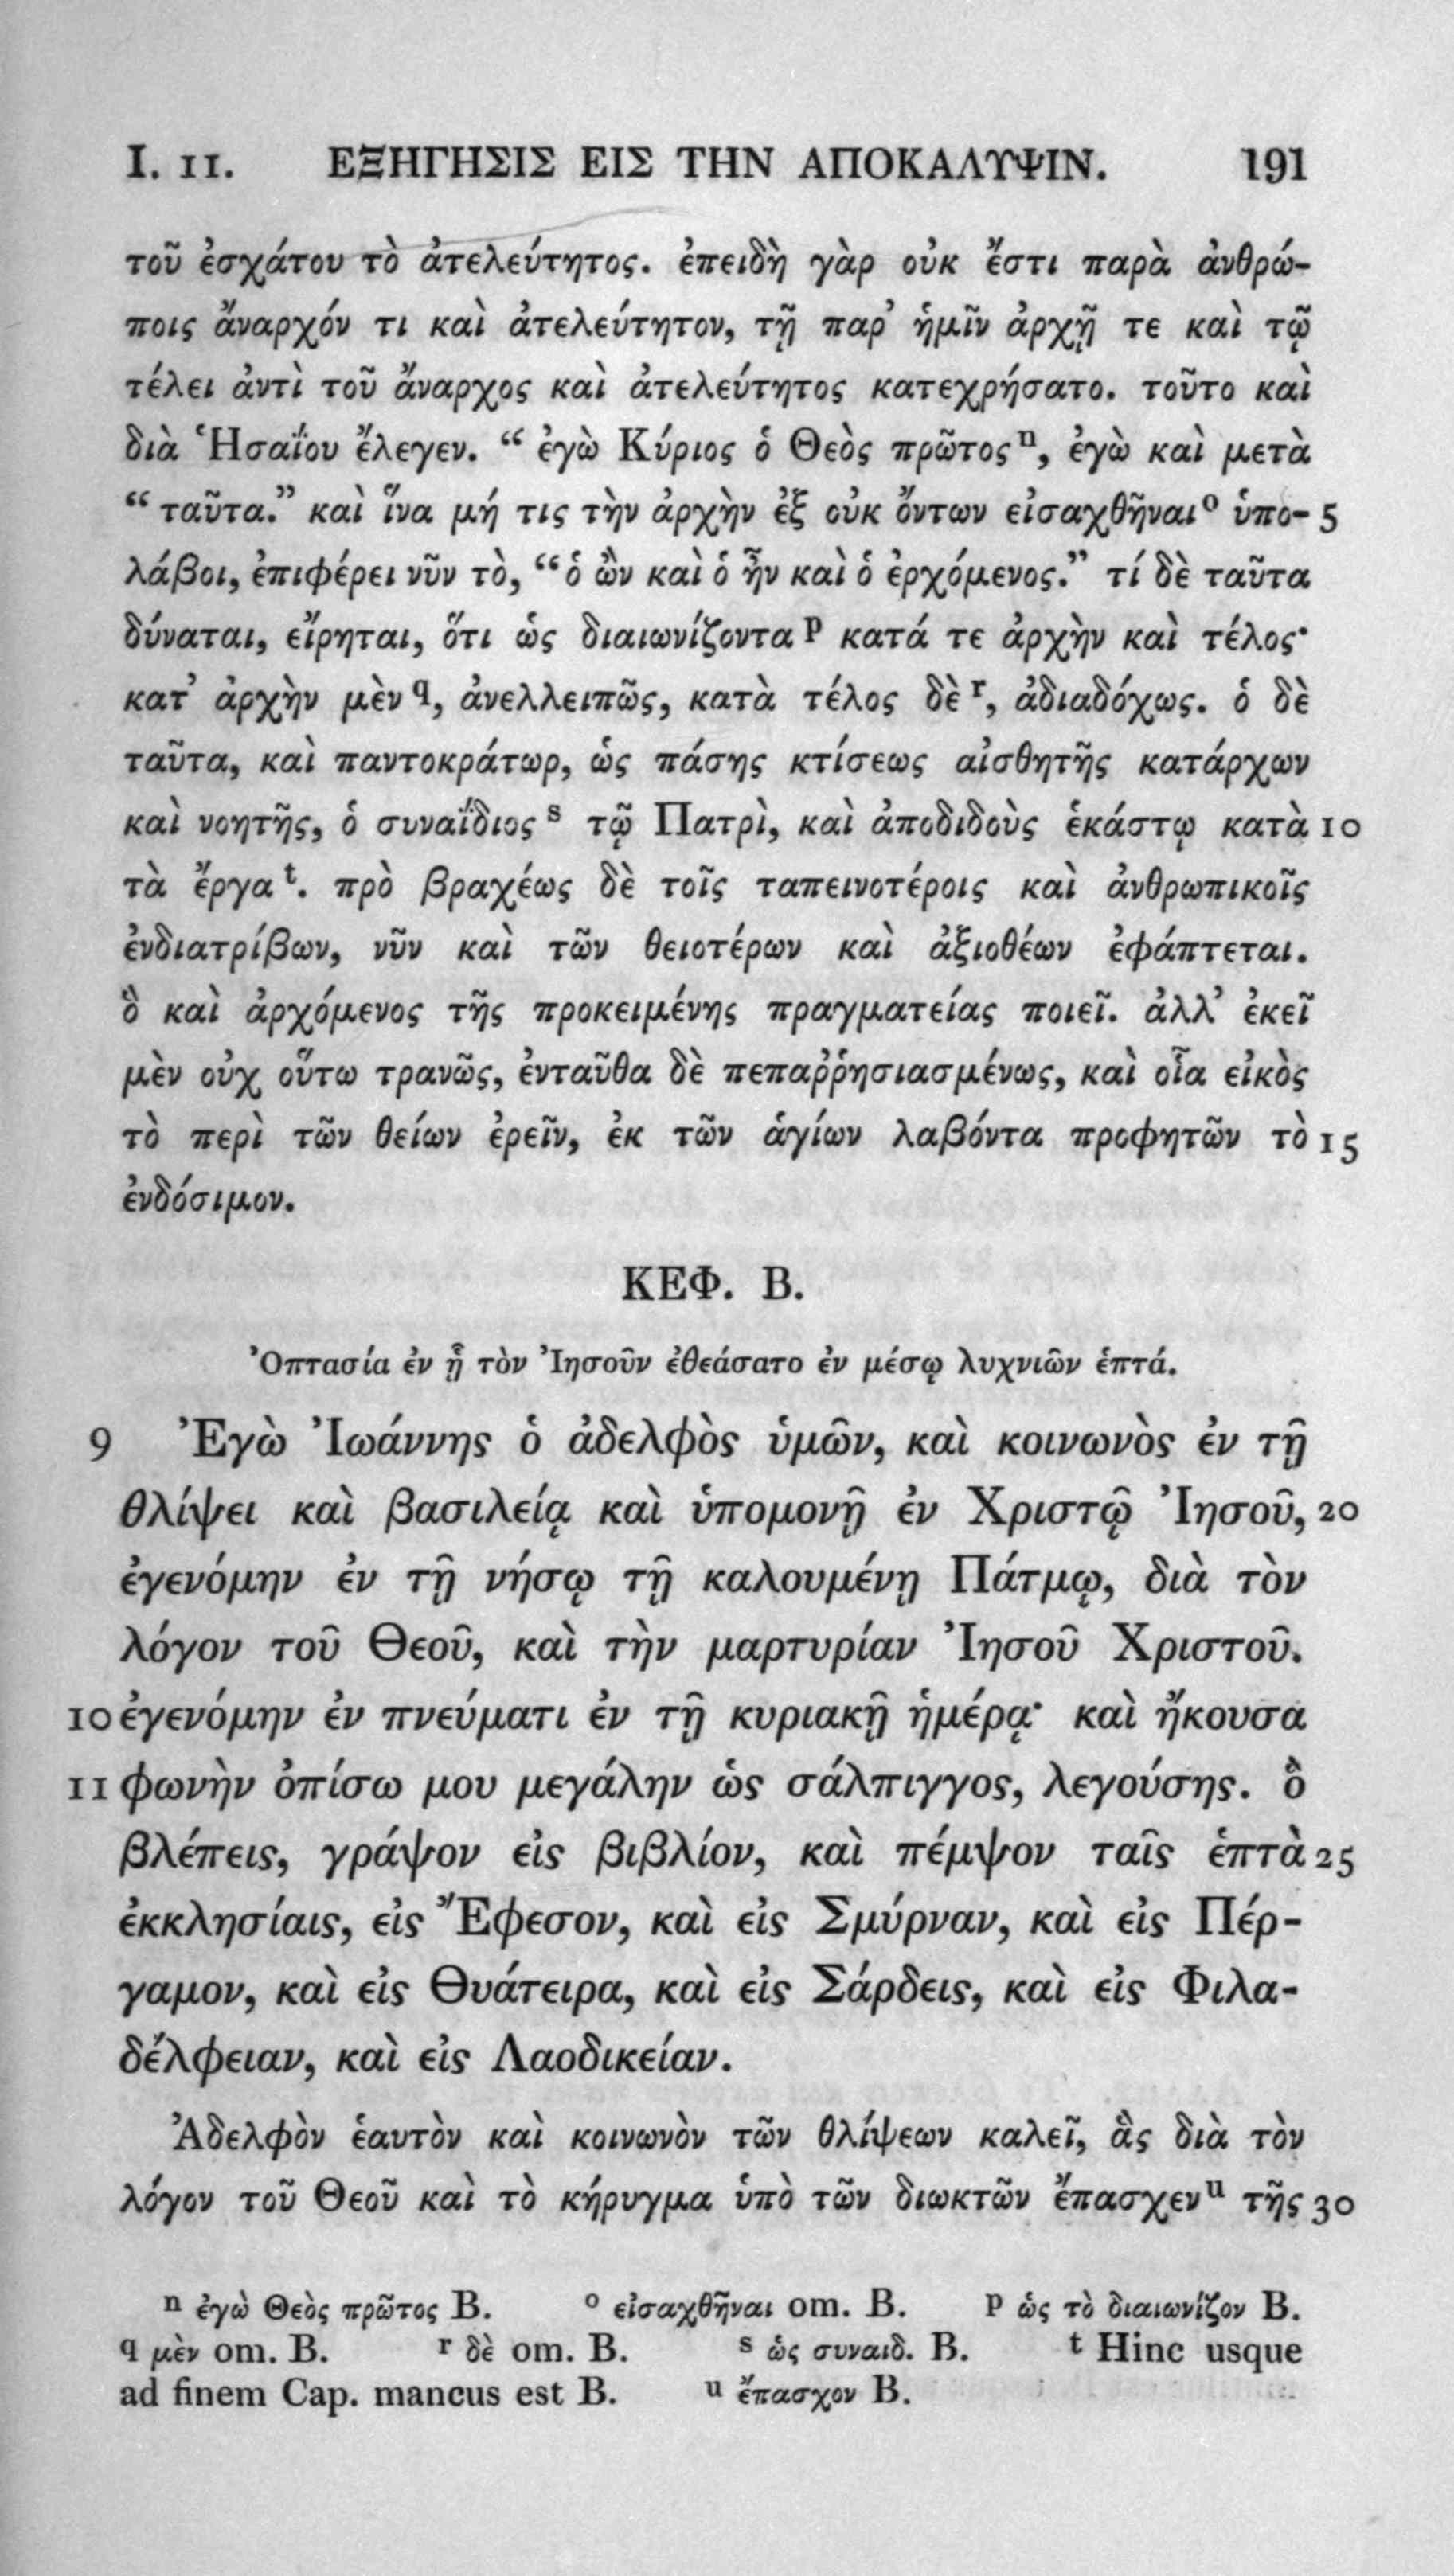 I. 11. ΕΞΗΓΗΣΙΣ ΕΙΣ ΤΗΝ ΑΠΟΚΑΛΥΨΙΝ. 191
τοῦ ἐσχάτου τὸ ἀτελεύτητος. ἐπειδὴ γὰρ οὐκ ἔστι παρὰ ἀνθρώ-
ποις ἄναρχόν τι καὶ ἀτελεύτητον, τῇ παρ’ ἡμῖν ἀρχῇ τε καὶ τῷ
τέλει ἀντὶ τοῦ ἄναρχος καὶ ἀτελεύτητος κατεχρήσατο. τοῦτο καὶ
διὰ Ἡσαΐου ἔλεγεν. “ ἐγὼ Κύριος ὁ Θεὸς πρῶτος n, ἐγὼ καὶ μετὰ
“ ταῦτα.” καὶ ἵνα μή τις τὴν ἀρχὴν ἐξ οὐκ ὄντων εἰσαχθῆναι o ὑπο- 5
λάβοι, ἐπιφέρει νῦν τὸ, “ὁ ὢν καὶ ὁ ἦν καὶ ὁ ἐρχόμενος.” τί δὲ ταῦτα
δύναται, εἴρηται, ὅτι ὡς διαιωνίζοντα p κατά τε ἀρχὴν καὶ τέλος·
κατ’ ἀρχὴν μὲν q, ἀνελλειπῶς, κατὰ τέλος δὲ r, ἀδιαδόχως. ὁ δὲ
ταῦτα, καὶ παντοκράτωρ, ὡς πάσης κτίσεως αἰσθητῆς κατάρχων
καὶ νοητῆς, ὁ συναΐδιος s τῷ Πατρὶ, καὶ ἀποδιδοὺς ἑκάστῳ κατὰ 10
τὰ ἔργα t. πρὸ βραχέως δὲ τοῖς ταπεινοτέροις καὶ ἀνθρωπικοῖς
ἐνδιατρίβων, νῦν καὶ τῶν θειοτέρων καὶ ἀξιοθέων ἐφάπτεται.
ὃ καὶ ἀρχόμενος τῆς προκειμένης πραγματείας ποιεῖ. ἀλλ’ ἐκεῖ
μὲν οὐχ οὕτω τρανῶς, ἐνταῦθα δὲ πεπαῤῥησιασμένως, καὶ οἷα εἰκὸς
τὸ περὶ τῶν θείων ἐρεῖν, ἐκ τῶν ἁγίων λαβόντα προφητῶν τὸ 15
ἐνδόσιμον.
ΚΕΦ. Β.
Ὀπτασία ἐν ᾗ τὸν Ἰησοῦν ἐθεάσατο ἐν μέσῳ λυχνιῶν ἑπτά.
9 Ἐγὼ Ἰωάννης ὁ ἀδελφὸς ὑμῶν, καὶ κοινωνὸς ἐν τῇ
θλίψει καὶ βασιλείᾳ καὶ ὑπομονῇ ἐν Χριστῷ Ἰησοῦ, 20
ἐγενόμην ἐν τῇ νήσῳ τῇ καλουμένῃ Πάτμῳ, διὰ τὸν
λόγον τοῦ Θεοῦ, καὶ τὴν μαρτυρίαν Ἰησοῦ Χριστοῦ.
10 ἐγενόμην ἐν πνεύματι ἐν τῇ κυριακῇ ἡμέρᾳ· καὶ ἤκουσα
11 φωνὴν ὀπίσω μου μεγάλην ὡς σάλπιγγος, λεγούσης. ὃ
βλέπεις, γράψον εἰς βιβλίον, καὶ πέμψον ταῖς ἑπτὰ 25
ἐκκλησίαις, εἰς Ἔφεσον, καὶ εἰς Σμύρναν, καὶ εἰς Πέρ-
γαμον, καὶ εἰς Θυάτειρα, καὶ εἰς Σάρδεις, καὶ εἰς Φιλα-
δέλφειαν, καὶ εἰς Λαοδικείαν.
Ἀδελφὸν ἑαυτὸν καὶ κοινωνὸν τῶν θλίψεων καλεῖ, ἃς διὰ τὸν
λόγον τοῦ Θεοῦ καὶ τὸ κήρυγμα ὑπὸ τῶν διωκτῶν ἔπασχεν u τῆς 30
n ἐγὼ Θεὸς πρῶτος B. o εἰσαχθῆναι om. B. p ὡς τὸ διαιωνίζον B.
q μὲν om. B. r δὲ om. B. s ὡς συναιδ. B. t Hinc usque
ad finem Cap. mancus est B. u ἔπασχον B.